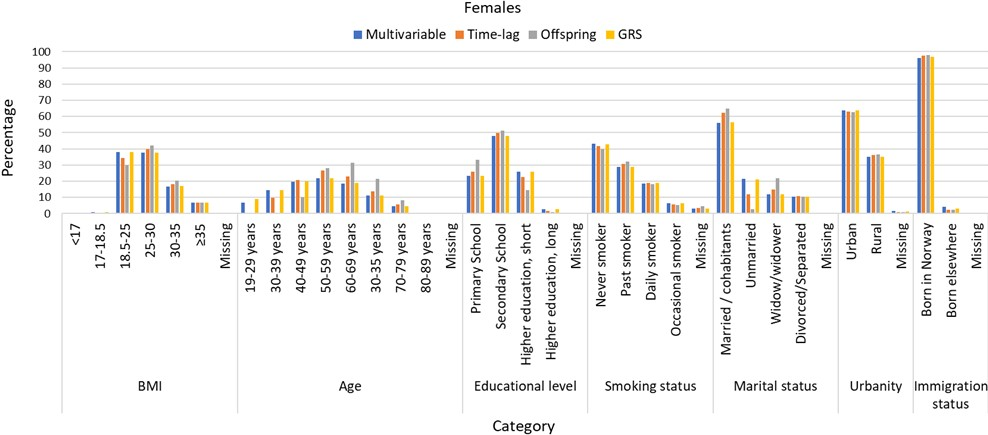 Females
Multivariable Time-lag Offspring GRS
Percentage
100
90
80
70
60
50
40
30
20
10
0
<17
17-18.5
18.5-25
25-30
30-35
≥35
Missing
19-29 years
30-39 years
40-49 years
50-59 years
60-69 years
30-35 years
70-79 years
80-89 years
Missing
Primary School
Secondary School
Higher education, short
Higher education, long
Missing
Never smoker
Past smoker
Daily smoker
Occasional smoker
Missing
Married / cohabitants
Unmarried
Widow/widower
Divorced/Separated
Missing
Urban
Rural
Missing
Born in Norway
Born elsewhere
Missing
BMI
Age
Educational level
Smoking status
Marital status
Urbanity
Immigration
status
Category